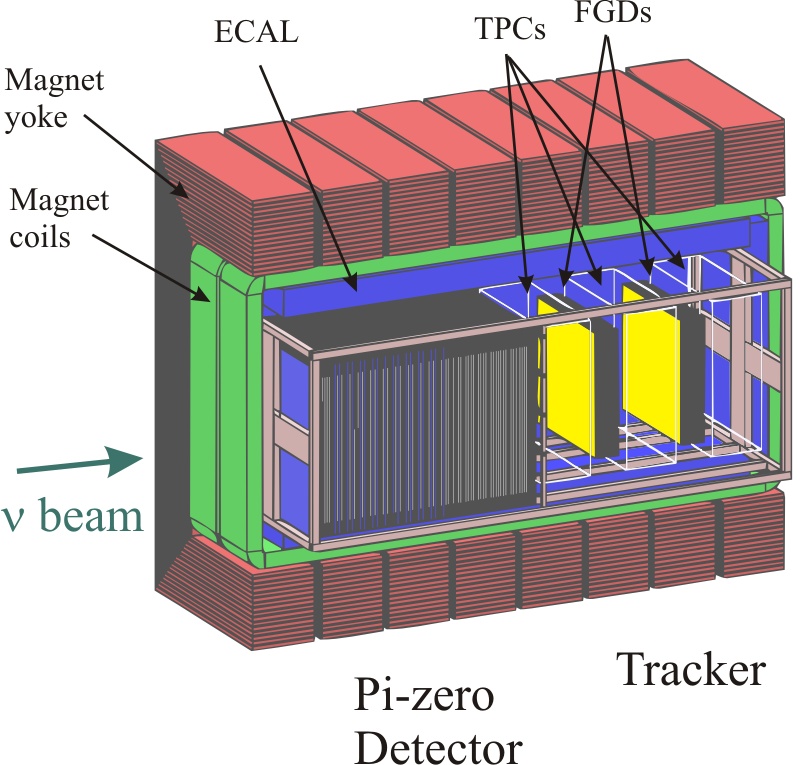 ECAL
TPCs
FGDs
Magnet
yoke
Magnet
coils
ν beam
Tracker
Pi-zero
Detector